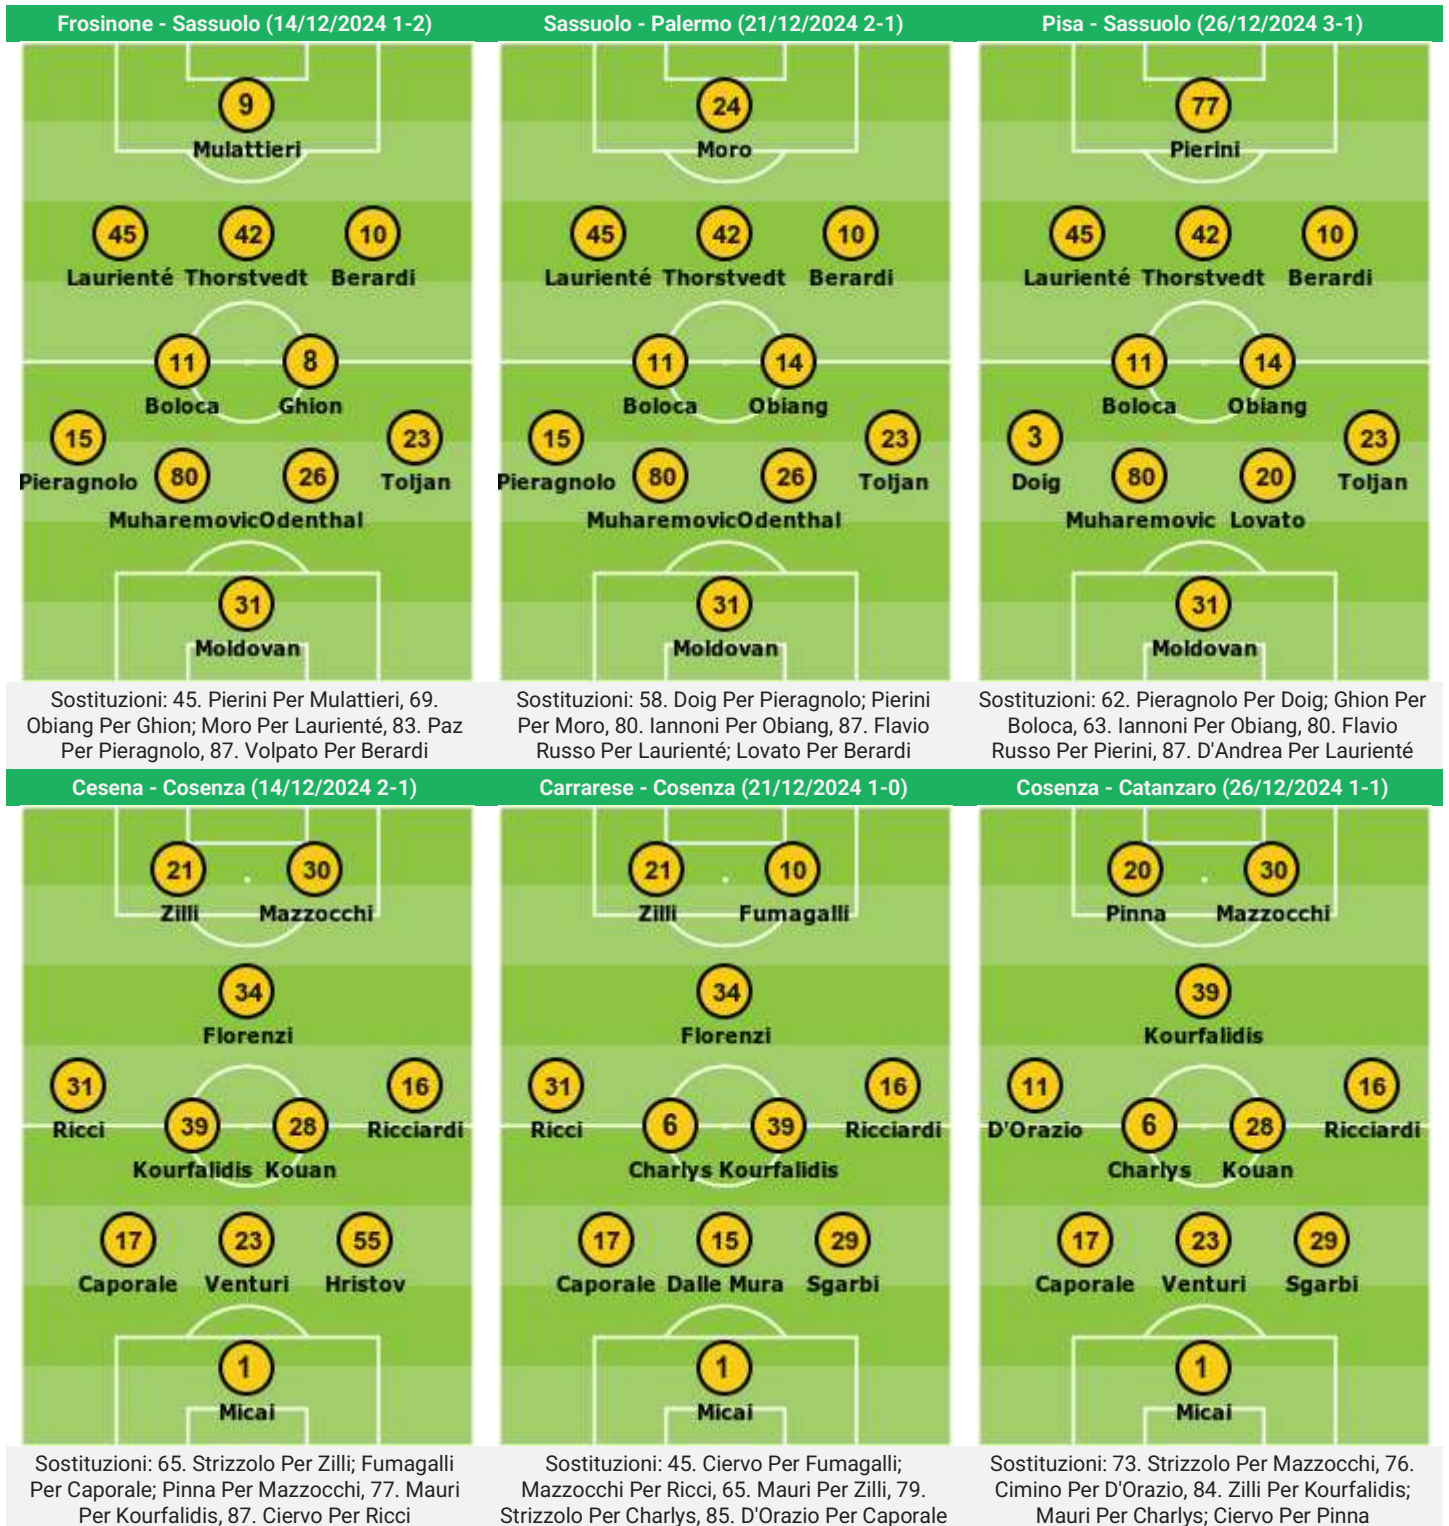 Frosinone - Sassuolo (14/12/2024 1-2)
9
Mulattieri
45 42 10
Laurienté Thorstvedt Berardi
11 8
Boloca Ghion
15 23
Pieragnolo Toljan
80 26
Muharemovic Odenthal
31
Moldovan
Sostituzioni: 45. Pierini Per Mulattieri, 69.
Obiang Per Ghion; Moro Per Laurienté, 83. Paz
Per Pieragnolo, 87. Volpato Per Berardi
Sassuolo - Palermo (21/12/2024 2-1)
24
Moro
45 42 10
Laurienté Thorstvedt Berardi
11 14
Boloca Obiang
15 23
Pieragnolo Toljan
80 26
Muharemovic Odenthal
31
Moldovan
Sostituzioni: 58. Doig Per Pieragnolo; Pierini
Per Moro, 80. Iannoni Per Obiang, 87. Flavio
Russo Per Laurienté; Lovato Per Berardi
Pisa - Sassuolo (26/12/2024 3-1)
77
Pierini
45 42 10
Laurienté Thorstvedt Berardi
11 14
Boloca Obiang
3 23
Doig Toljan
80 20
Muharemovic Lovato
31
Moldovan
Sostituzioni: 62. Pieragnolo Per Doig; Ghion Per
Boloca, 63. Iannoni Per Obiang, 80. Flavio
Russo Per Pierini, 87. D'Andrea Per Laurienté
Cesena - Cosenza (14/12/2024 2-1)
21 30
Zilli Mazzocchi
34
Florenzi
31 16
Ricci Ricciardi
39 28
Kourfalidis Kouan
17 23 55
Caporale Venturi Hristov
1
Micai
Sostituzioni: 65. Strizzolo Per Zilli; Fumagalli
Per Caporale; Pinna Per Mazzocchi, 77. Mauri
Per Kourfalidis, 87. Ciervo Per Ricci
Carrarese - Cosenza (21/12/2024 1-0)
21 10
Zilli Fumagalli
34
Florenzi
31 16
Ricci Ricciardi
6 39
Charlys Kourfalidis
17 15 29
Caporale Dalle Mura Sgarbi
1
Micai
Sostituzioni: 45. Ciervo Per Fumagalli;
Mazzocchi Per Ricci, 65. Mauri Per Zilli, 79.
Strizzolo Per Charlys, 85. D'Orazio Per Caporale
Cosenza - Catanzaro (26/12/2024 1-1)
20 30
Pinna Mazzocchi
39
Kourfalidis
11 16
D'Orazio Ricciardi
6 28
Charlys Kouan
17 23 29
Caporale Venturi Sgarbi
1
Micai
Sostituzioni: 73. Strizzolo Per Mazzocchi, 76.
Cimino Per D'Orazio, 84. Zilli Per Kourfalidis;
Mauri Per Charlys; Ciervo Per Pinna